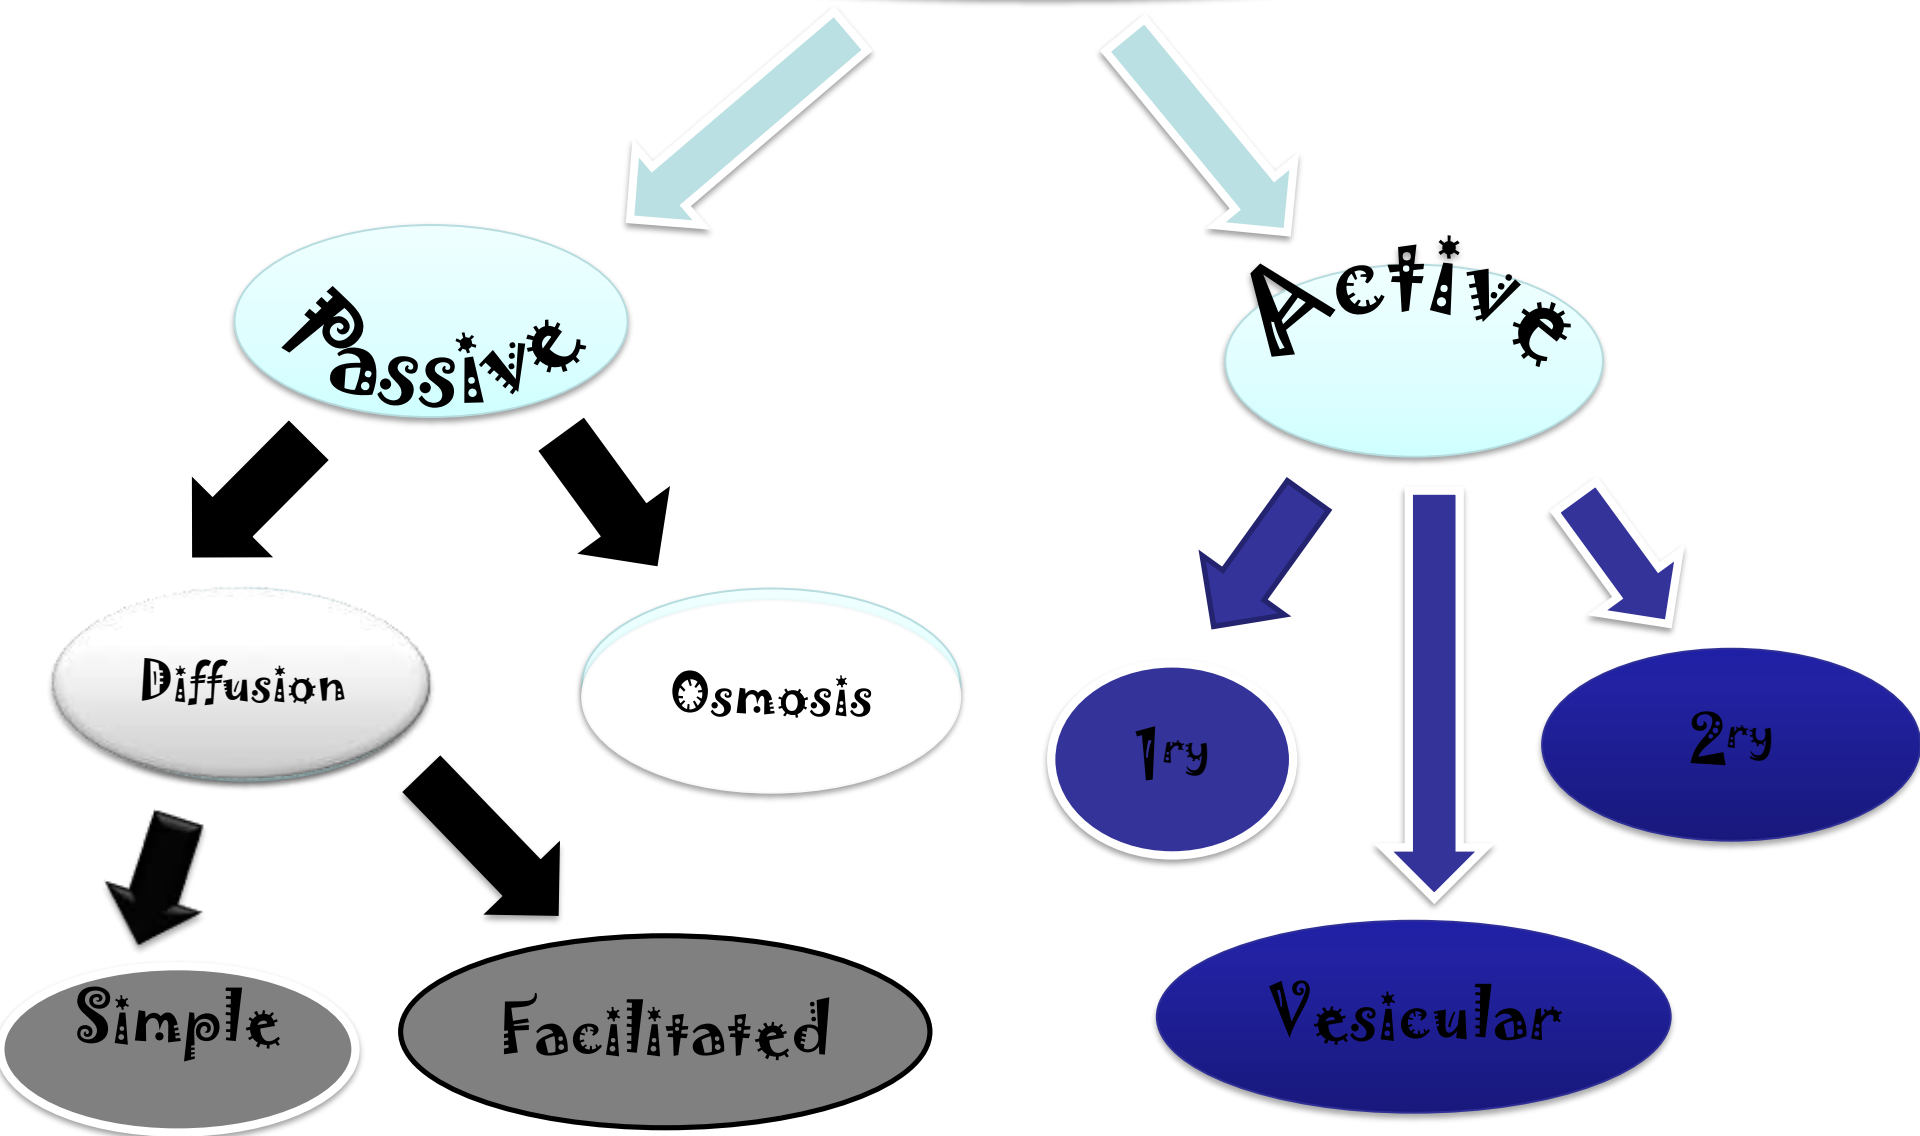 Passive
Active
Diffusion
Osmosis
1ry
2ry
Simple
Facilitated
Vesicular